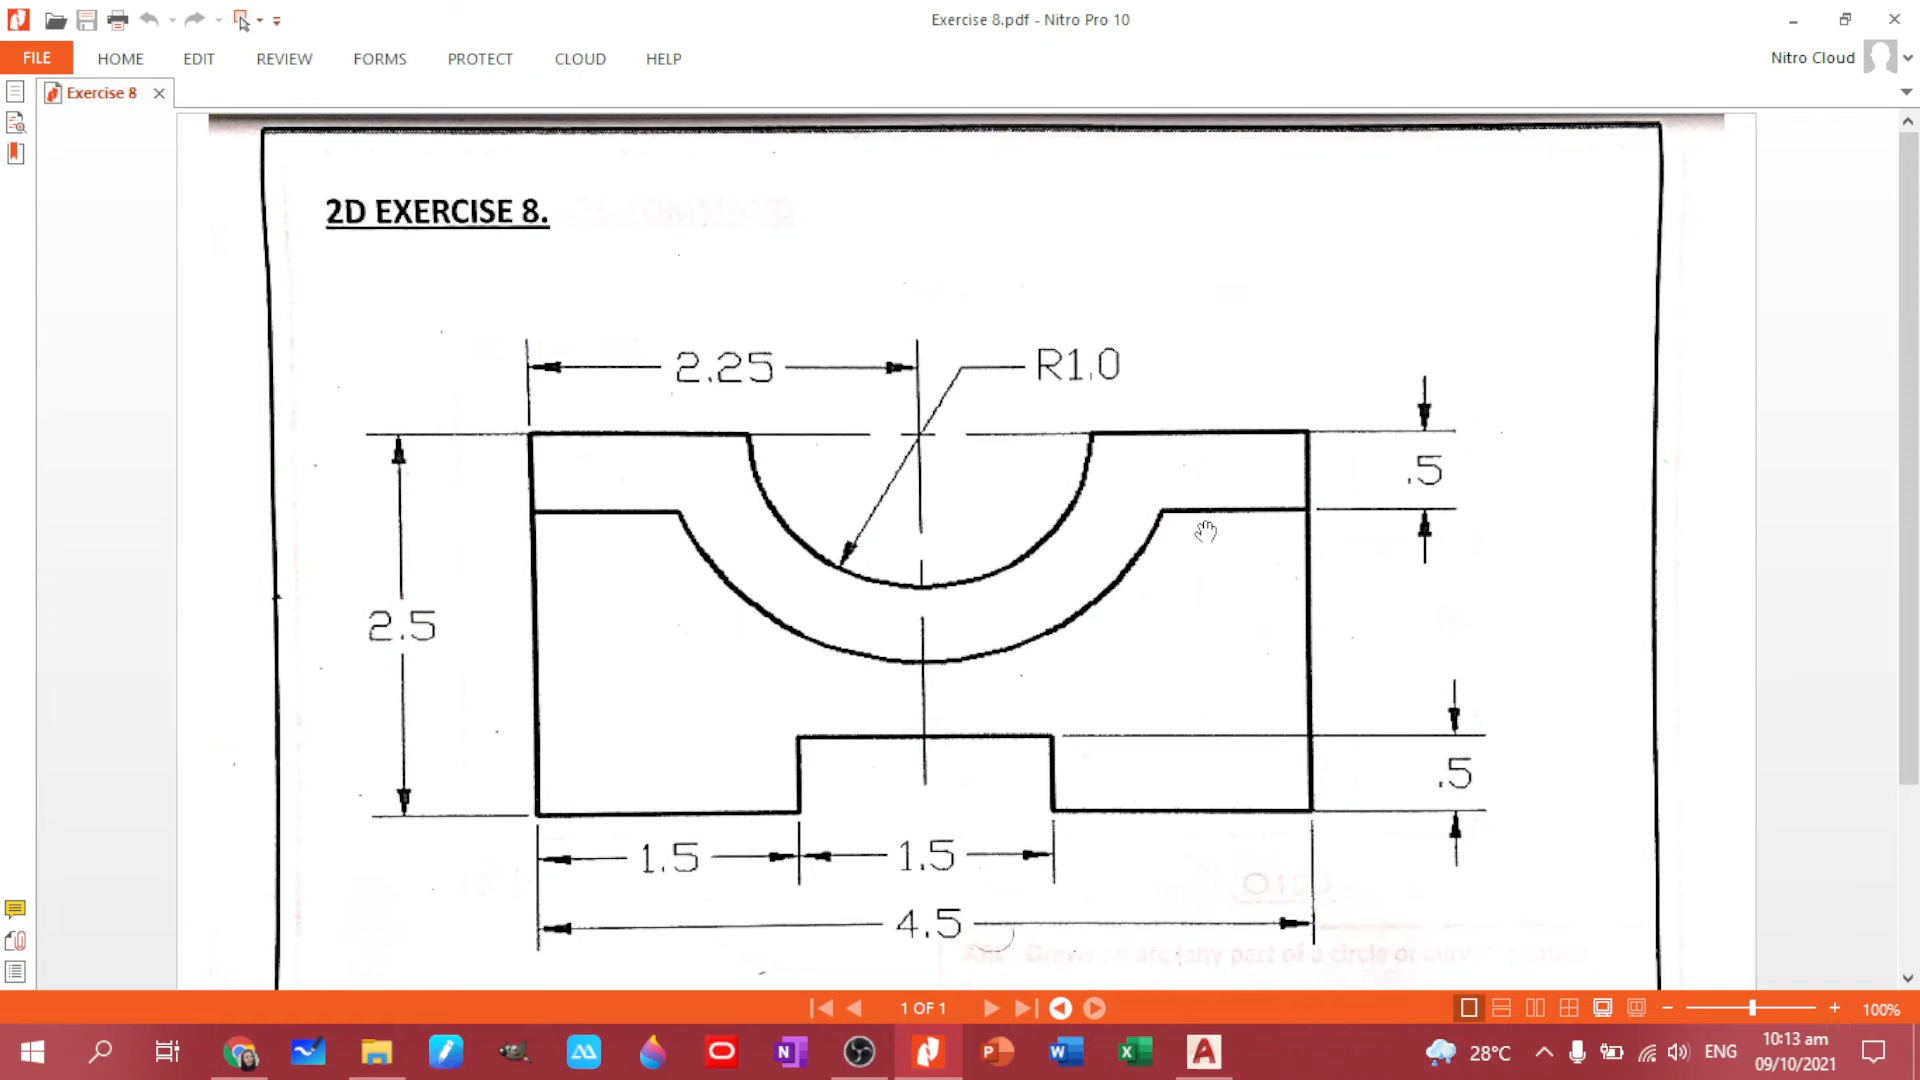 Exercise 8.pdf - Nitro Pro 10
FILE HOME EDIT REVIEW FORMS PROTECT CLOUD HELP
Nitro Cloud
Exercise 8
2D EXERCISE 8.
2.25
R1.0
.5
2.5
.5
1.5
1.5
4.5
1 OF 1
100%
28°C
ENG
10:13 am
09/10/2021